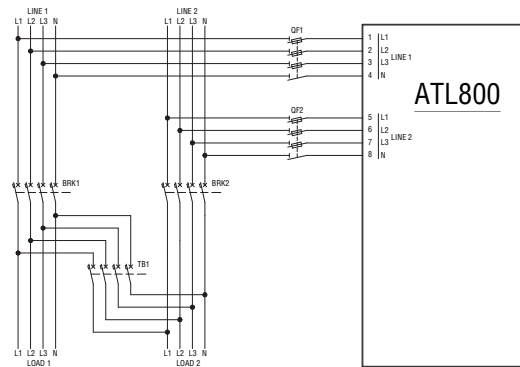 LINE 1
L1 L2 L3 N
LINE 2
L1 L2 L3 N
QF1
1 L1
2 L2
3 L3
4 N
LINE 1
ATL800
QF2
5 L1
6 L2
7 L3
8 N
LINE 2
BRK1
BRK2
TB1
L1 L2 L3 N
LOAD 1
L1 L2 L3 N
LOAD 2